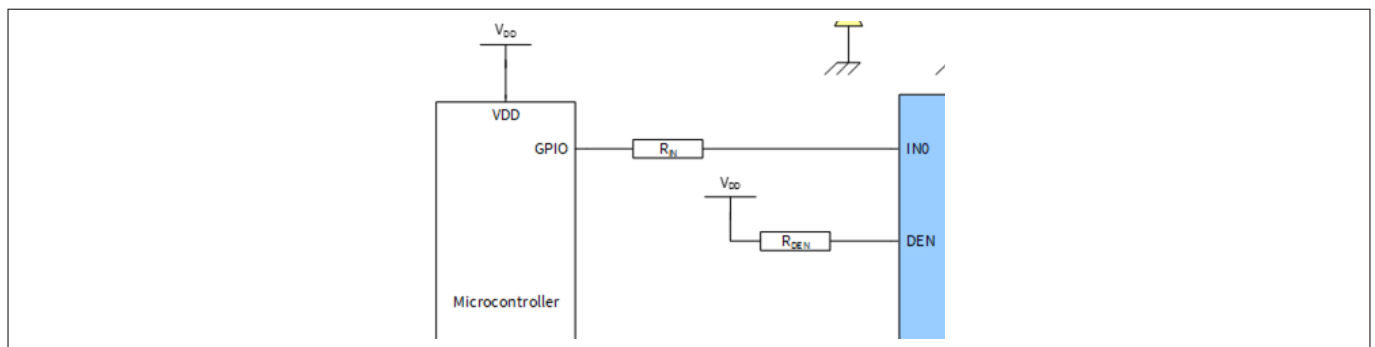 VDD
VDD
GPIO
RIN
IN0
VDD
RDEN
DEN
Microcontroller